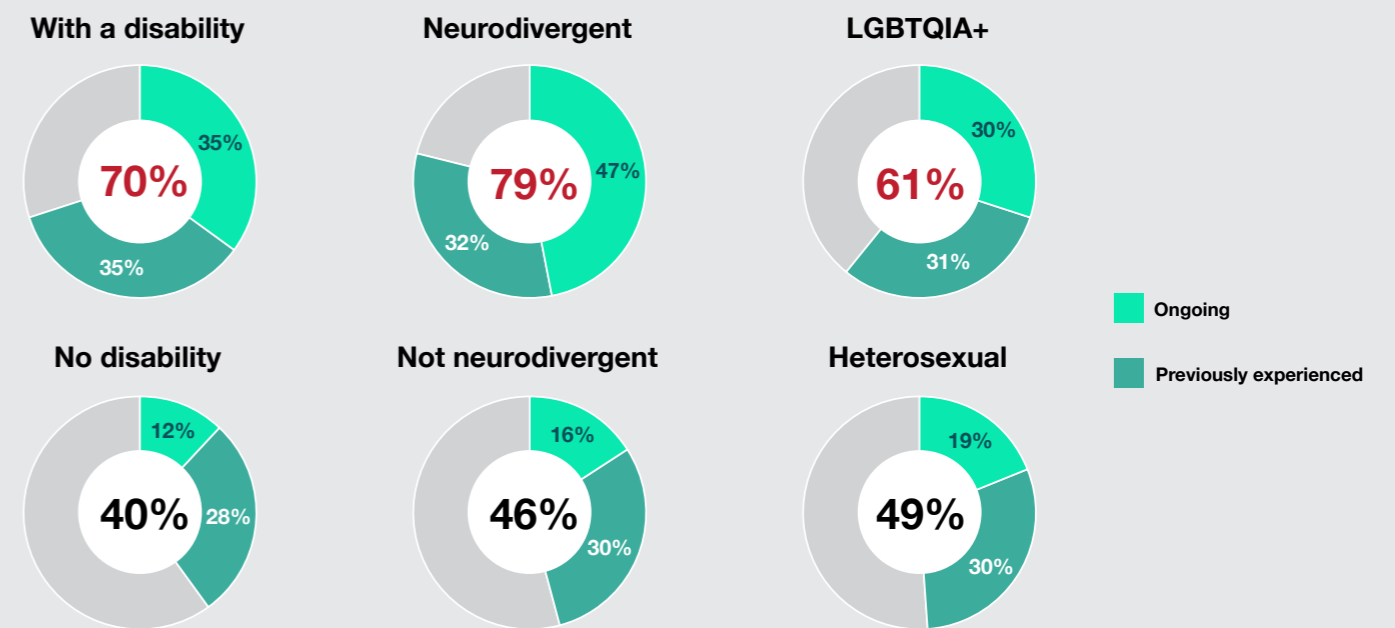 With a disability
Neurodivergent
LGBTQIA+
35%
70%
35%
47%
79%
32%
30%
61%
31%
Ongoing
Previously experienced
No disability
Not neurodivergent
Heterosexual
12%
40%
28%
16%
46%
30%
19%
49%
30%